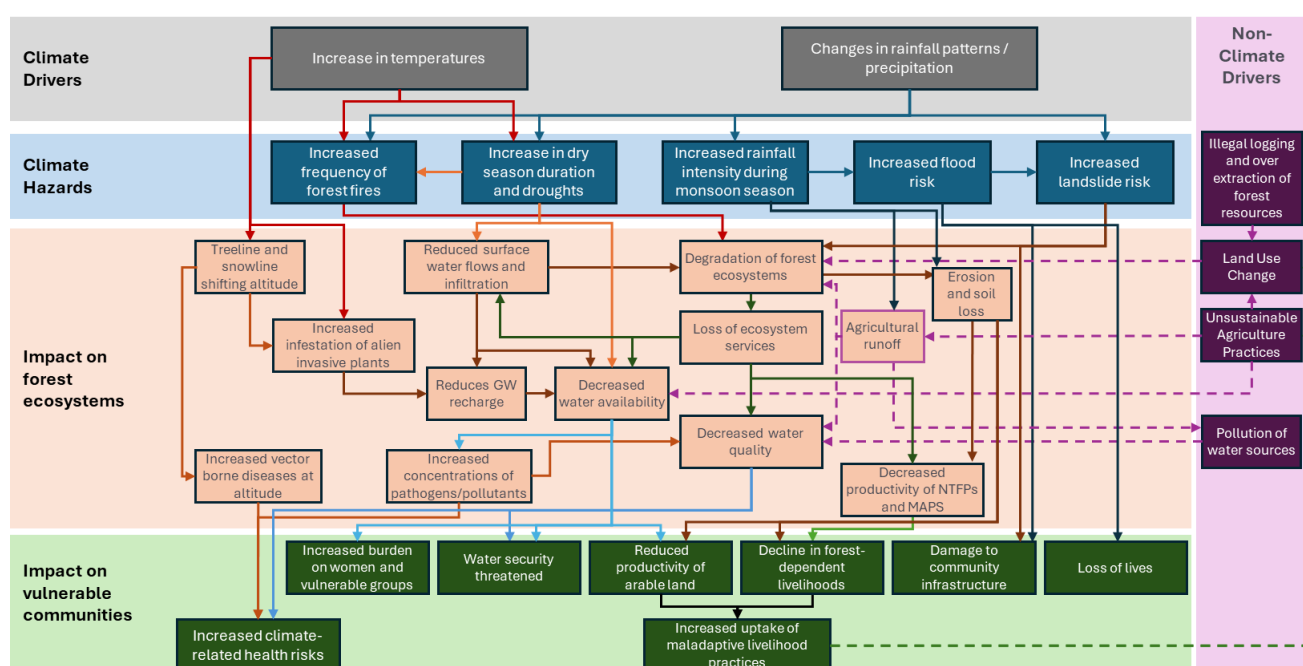 Climate
Drivers
Increase in temperatures
Changes in rainfall patterns /
precipitation
Non-
Climate
Drivers
Climate
Hazards
Increased
frequency of
forest fires
Increase in dry
season duration
and droughts
Increased rainfall
intensity during
monsoon season
Increased flood
risk
Increased
landslide risk
Illegal logging
and over
extraction of
forest
resources
Impact on
forest
ecosystems
Treeline and
snowline
shifting altitude
Reduced surface
water flows and
infiltration
Degradation of forest
ecosystems
Erosion
and soil
loss
Land Use
Change
Increased
infestation of alien
invasive plants
Loss of ecosystem
services
Agricultural
runoff
Unsustainable
Agriculture
Practices
Reduces GW
recharge
Decreased
water availability
Decreased water
quality
Pollution of
water sources
Increased vector
borne diseases at
altitude
Increased
concentrations of
pathogens/pollutants
Decreased
productivity of NTFPs
and MAPS
Impact on
vulnerable
communities
Increased burden
on women and
vulnerable groups
Water security
threatened
Reduced
productivity of
arable land
Decline in forest-
dependent
livelihoods
Damage to
community
infrastructure
Loss of lives
Increased climate-
related health risks
Increased uptake of
maladaptive livelihood
practices